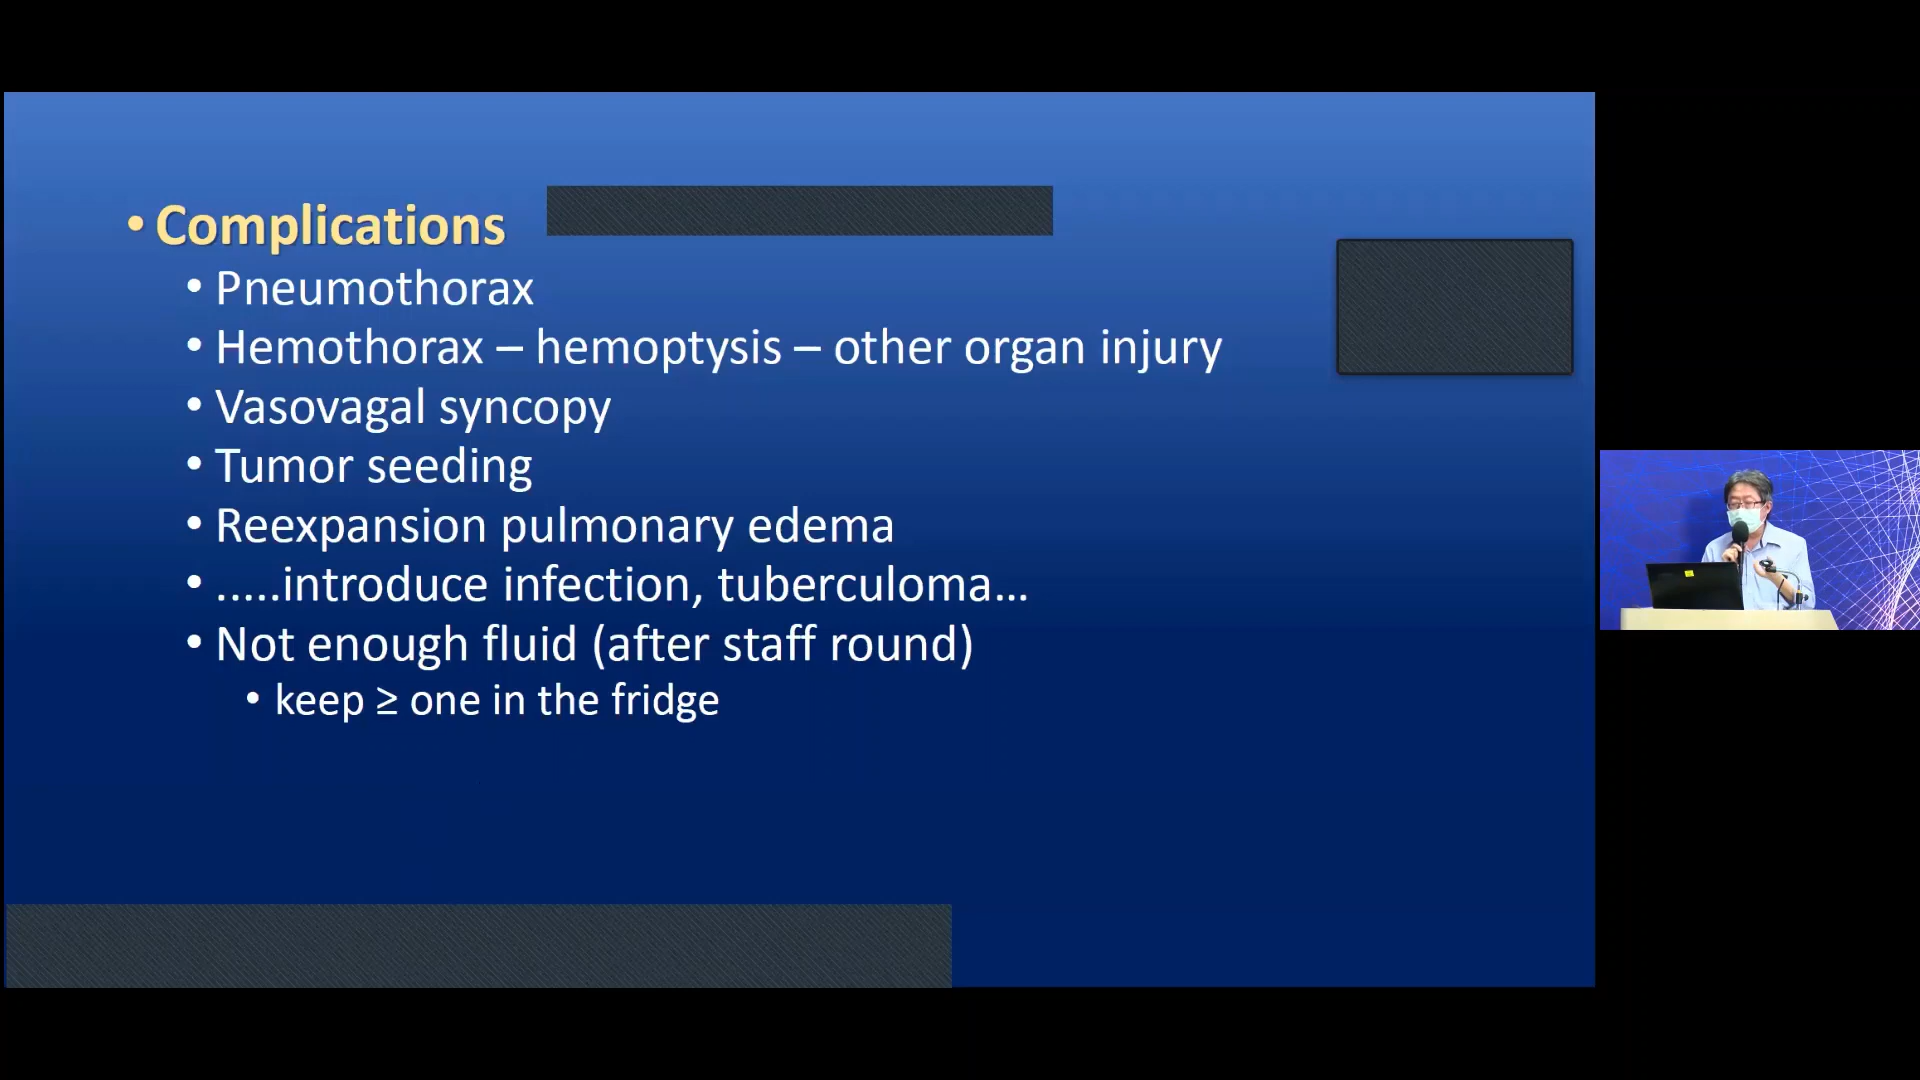 • Complications
• Pneumothorax
• Hemothorax – hemoptysis – other organ injury
• Vasovagal syncopy
• Tumor seeding
• Reexpansion pulmonary edema
• .....introduce infection, tuberculoma...
• Not enough fluid (after staff round)
• keep ≥ one in the fridge